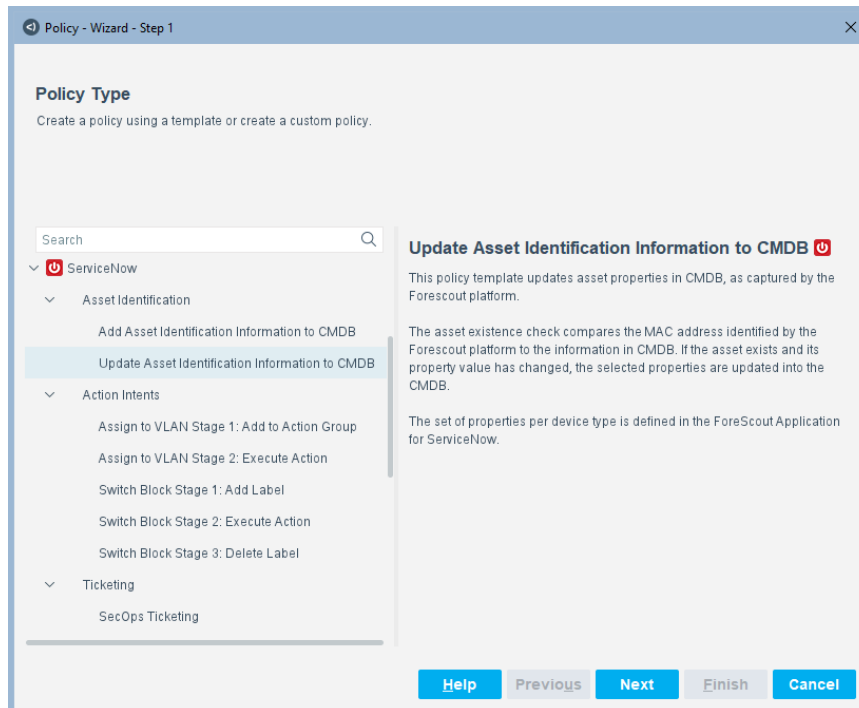 Policy - Wizard - Step 1
Policy Type
Create a policy using a template or create a custom policy.
Search
ServiceNow
Asset Identification
Add Asset Identification Information to CMDB
Update Asset Identification Information to CMDB
Action Intents
Assign to VLAN Stage 1: Add to Action Group
Assign to VLAN Stage 2: Execute Action
Switch Block Stage 1: Add Label
Switch Block Stage 2: Execute Action
Switch Block Stage 3: Delete Label
Ticketing
SecOps Ticketing
Update Asset Identification Information to CMDB
This policy template updates asset properties in CMDB, as captured by the
Forescout platform.
The asset existence check compares the MAC address identified by the
Forescout platform to the information in CMDB. If the asset exists and its
property value has changed, the selected properties are updated into the
CMDB.
The set of properties per device type is defined in the ForeScout Application
for ServiceNow.
Help Previous Next Finish Cancel